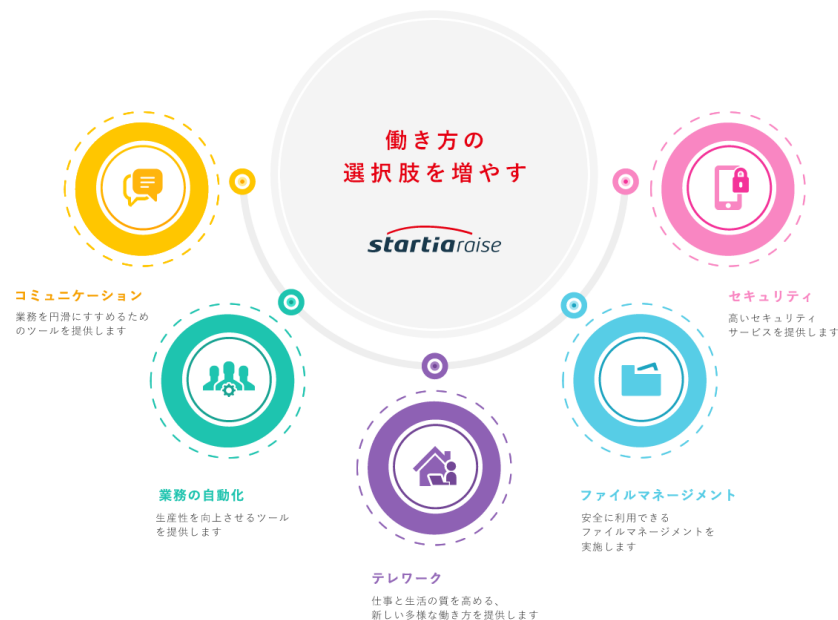 働き方の
選択肢を増やす
startiaraise
コミュニケーション
業務を円滑にすすめるため
のツールを提供します
業務の自動化
生産性を向上させるツール
を提供します
テレワーク
仕事と生活の質を高める、
新しい多様な働き方を提供します
ファイルマネージメント
安全に利用できる
ファイルマネージメントを
実施します
セキュリティ
高いセキュリティ
サービスを提供します